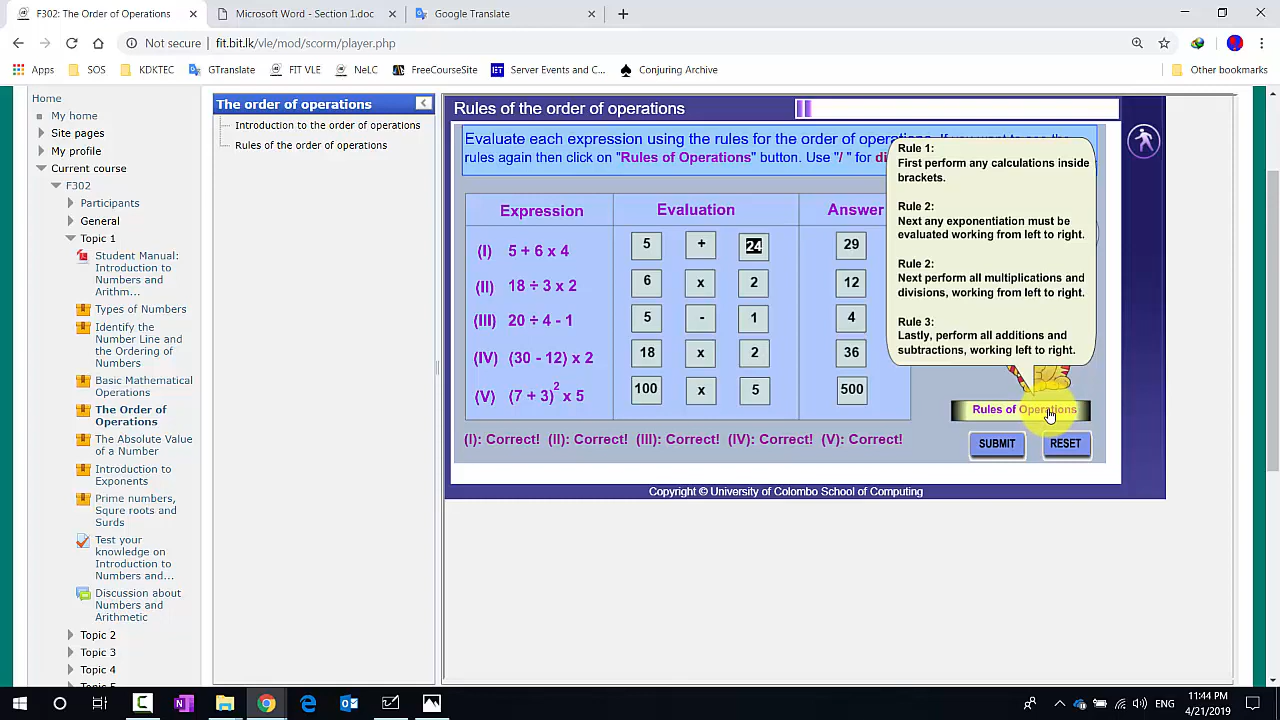 F302: The Order of Operations
Microsoft Word - Section 1.doc
Google Translate
Not secure
fit.bit.lk/vle/mod/scorm/player.php
Apps
SOS
KDKTEC
GTranslate
FIT VLE
NeLC
FreeCourseSite
Server Events and C...
Conjuring Archive
Other bookmarks
Home
My home
Site pages
My profile
Current course
F302
Participants
General
Topic 1
Student Manual:
Introduction to
Numbers and
Arithm...
Types of Numbers
Identify the
Number Line and
the Ordering of
Numbers
Basic Mathematical
Operations
The Order of
Operations
The Absolute Value
of a Number
Introduction to
Exponents
Prime numbers,
Squre roots and
Surds
Test your
knowledge on
Introduction to
Numbers and...
Discussion about
Numbers and
Arithmetic
Topic 2
Topic 3
Topic 4
The order of operations
Introduction to the order of operations
Rules of the order of operations
Rules of the order of operations
Evaluate each expression using the rules for the order of operations.
rules again then click on "Rules of Operations" button. Use "/ " for
Rule 1:
First perform any calculations inside
brackets.
Rule 2:
Next any exponentiation must be
evaluated working from left to right.
Rule 2:
Next perform all multiplications and
divisions, working from left to right.
Rule 3:
Lastly, perform all additions and
subtractions, working left to right.
Expression Evaluation Answer
(I) 5 + 6 x 4 5 + 24 29
(II) 18 ÷ 3 x 2 6 x 2 12
(III) 20 ÷ 4 - 1 5 - 1 4
(IV) (30 - 12) x 2 18 x 2 36
(V) (7 + 3)² x 5 100 x 5 500
(I): Correct! (II): Correct! (III): Correct! (IV): Correct! (V): Correct!
Rules of Operations
SUBMIT RESET
Copyright © University of Colombo School of Computing
ENG
11:44 PM
4/21/2019